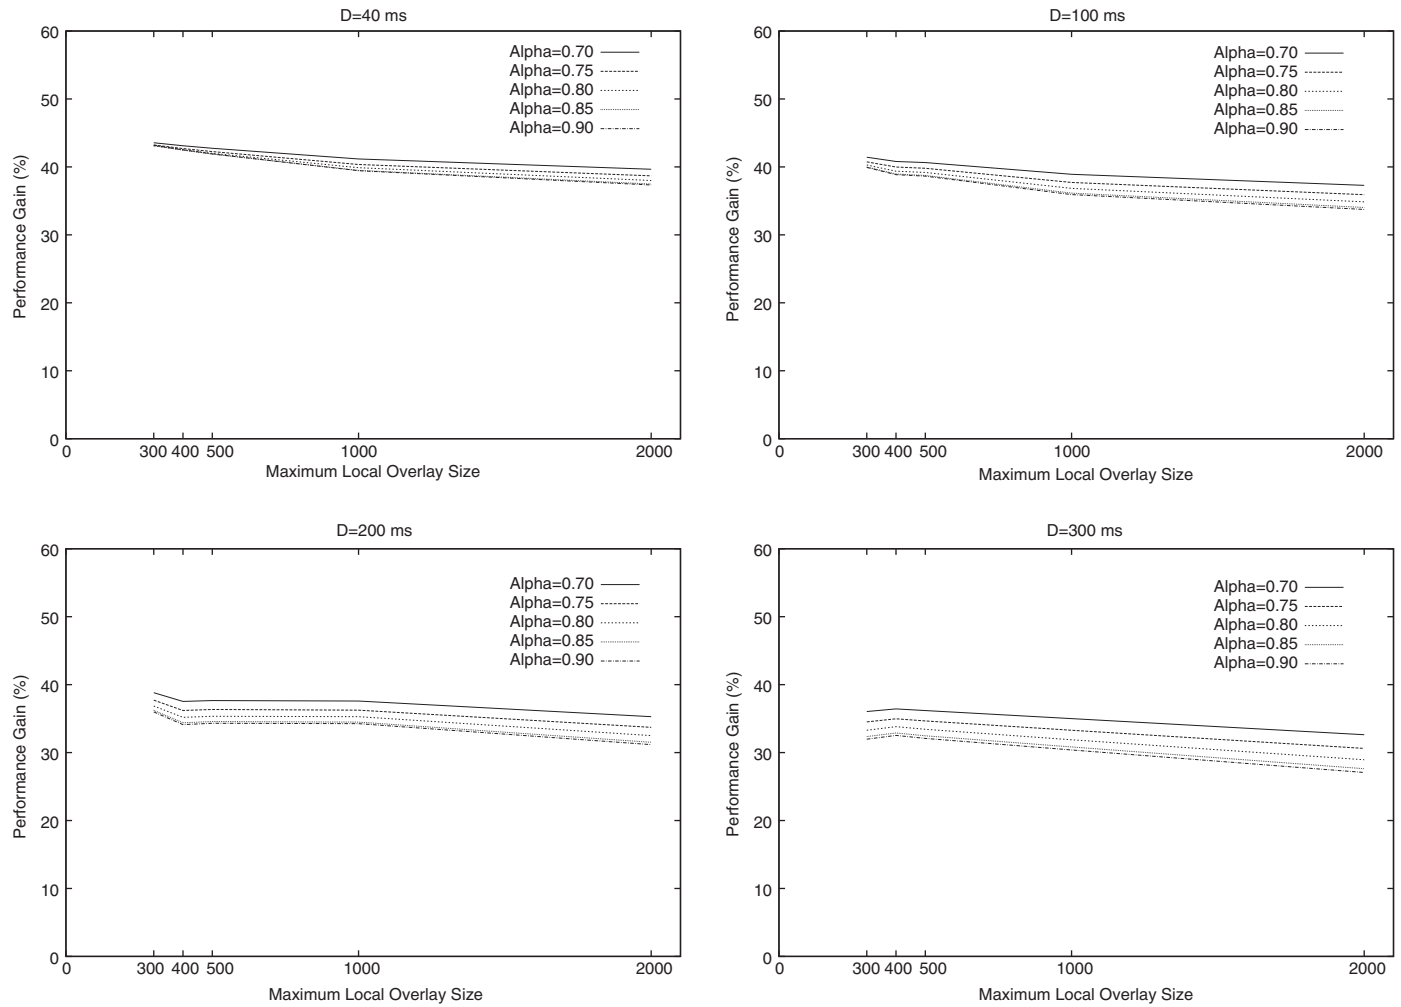 D=40 ms
60
50
40
30
20
10
0
Performance Gain (%)
Alpha=0.70
Alpha=0.75
Alpha=0.80
Alpha=0.85
Alpha=0.90
0 300 400 500 1000 2000
Maximum Local Overlay Size
D=100 ms
60
50
40
30
20
10
0
Performance Gain (%)
Alpha=0.70
Alpha=0.75
Alpha=0.80
Alpha=0.85
Alpha=0.90
0 300 400 500 1000 2000
Maximum Local Overlay Size
D=200 ms
60
50
40
30
20
10
0
Performance Gain (%)
Alpha=0.70
Alpha=0.75
Alpha=0.80
Alpha=0.85
Alpha=0.90
0 300 400 500 1000 2000
Maximum Local Overlay Size
D=300 ms
60
50
40
30
20
10
0
Performance Gain (%)
Alpha=0.70
Alpha=0.75
Alpha=0.80
Alpha=0.85
Alpha=0.90
0 300 400 500 1000 2000
Maximum Local Overlay Size